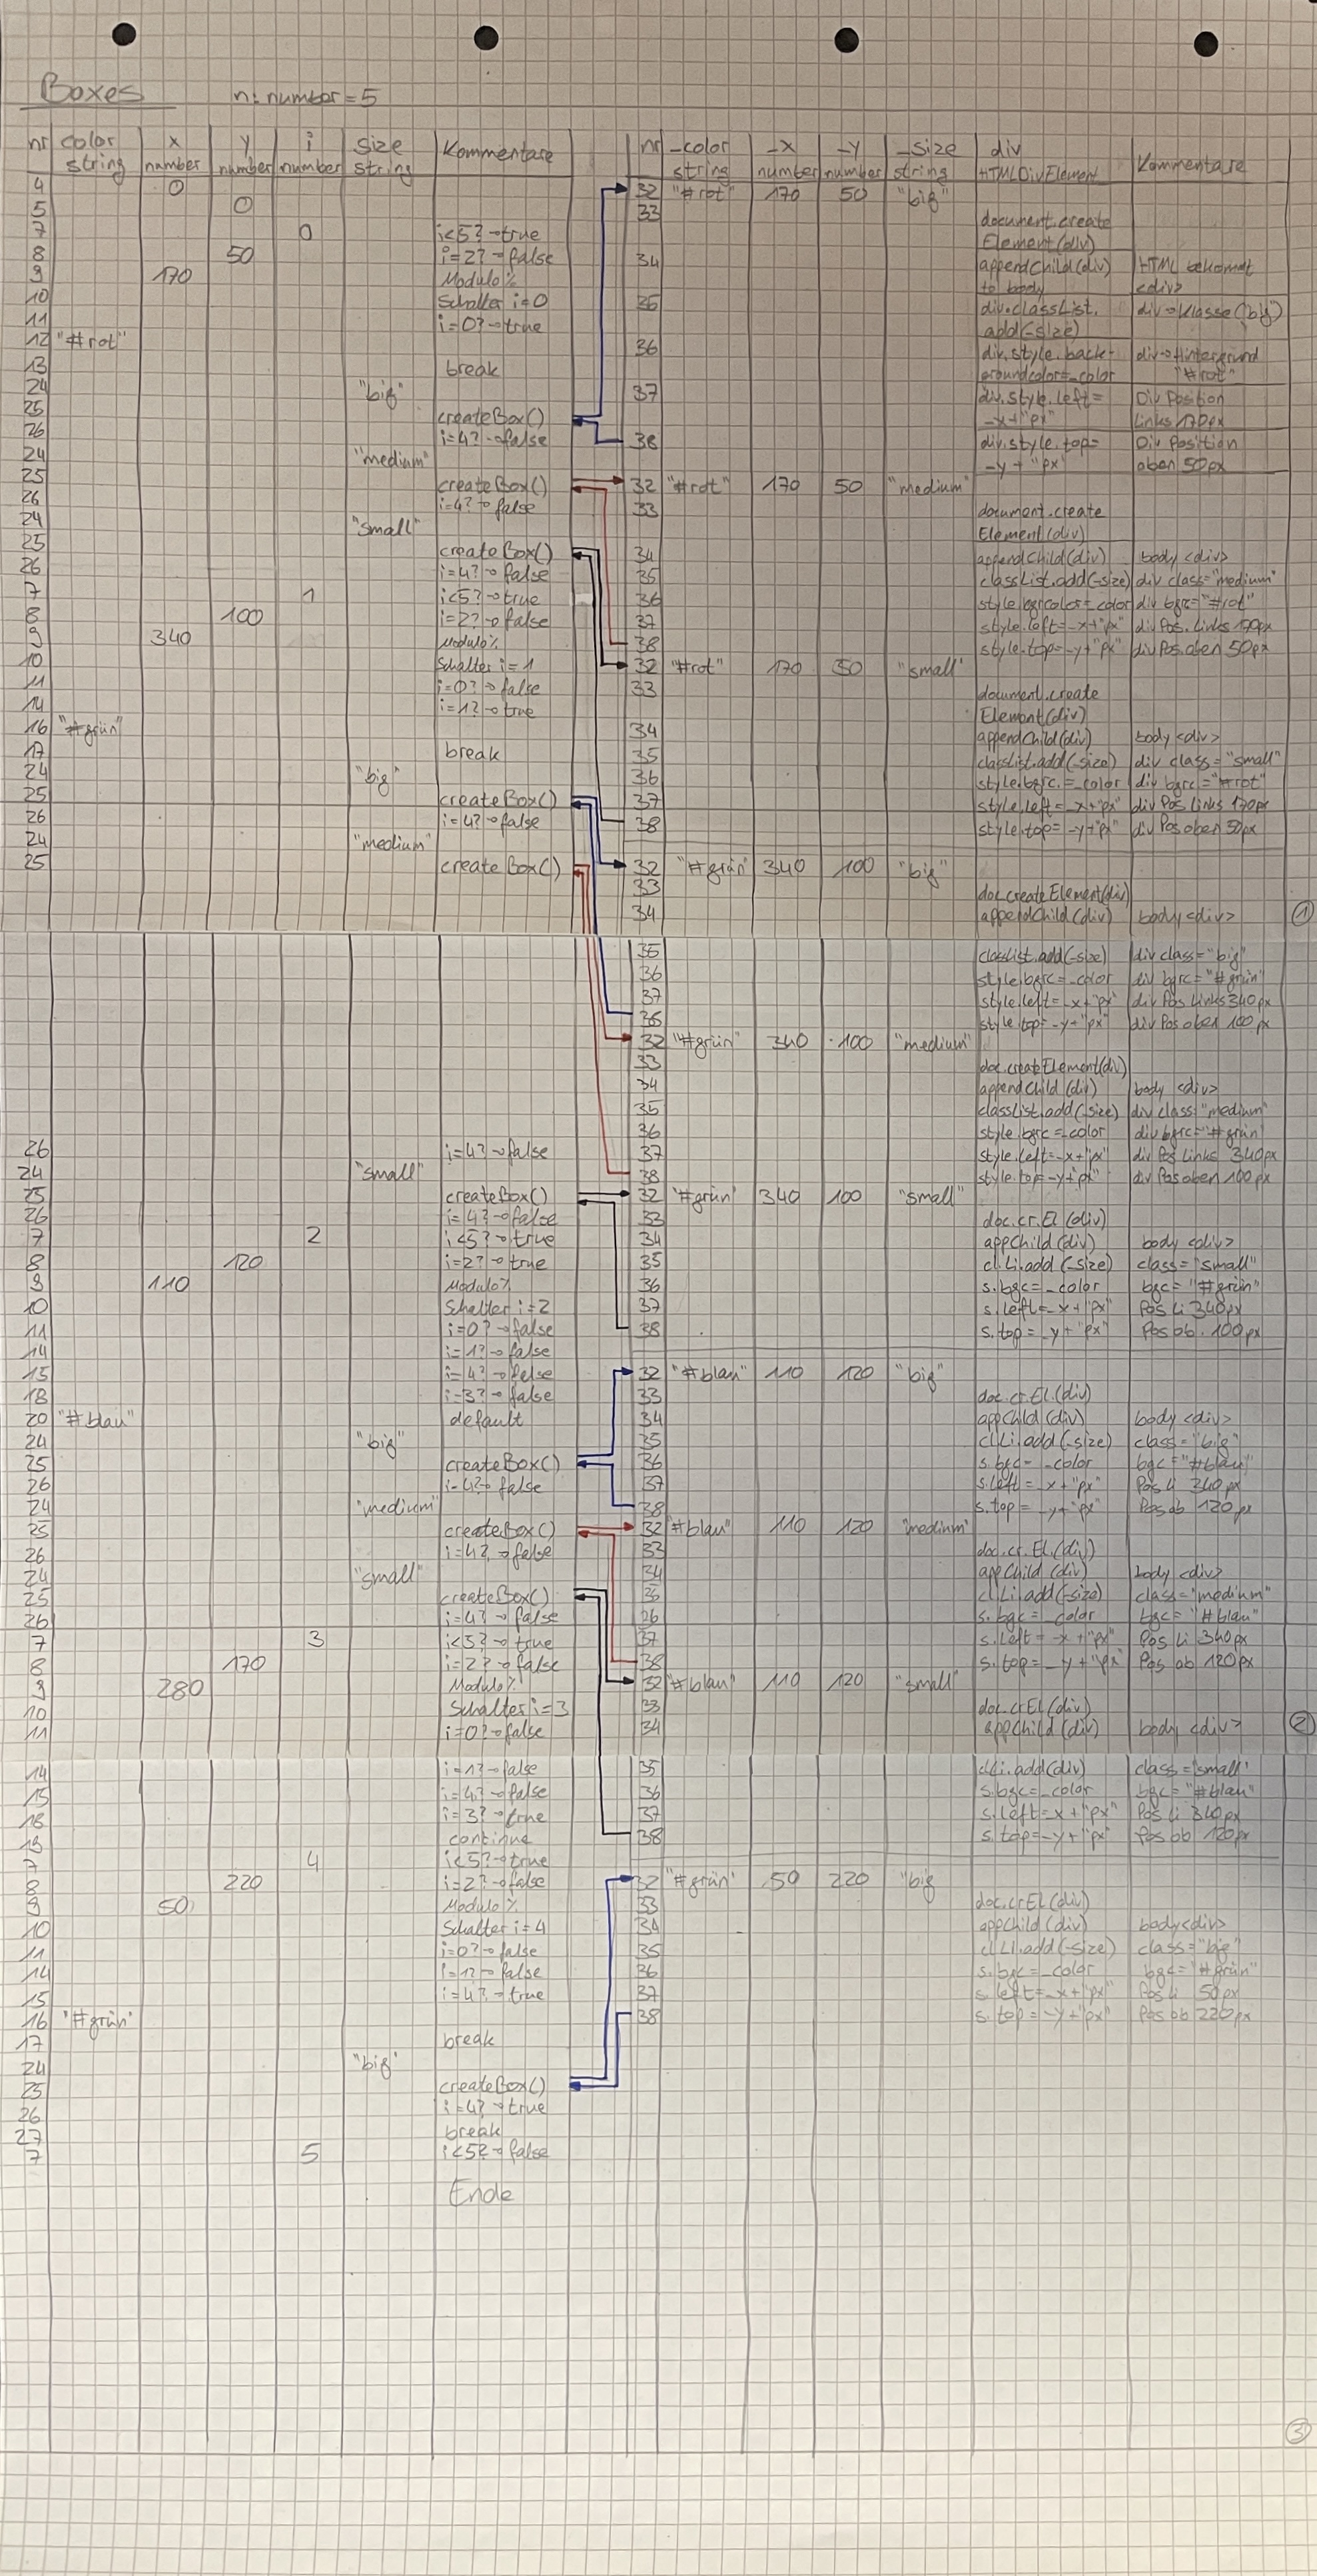 Boxes n: number = 5
nr color string x number y number i number size string Kommentare nr _color string _x number _y number _size string div HTMLDivElement Kommentare
4 0 32 "#rot" 170 50 "big"
5 0 33 document.create
7 0 i<5? → true Element(div)
8 50 i=2? → false 34 appendChild(div) HTML bekommt
9 170 Modulo % to body <div>
10 Schalter i=0 35 div.classList. div → Klasse (big)
11 i=0? → true add(_size)
12 "#rot" 36 div.style.back- div → Hintergrund
13 break groundcolor=_color "#rot"
24 "big" 37 div.style.left= Div Position
25 createBox() _x+"px" Links 170px
26 i=4? → false 38 div.style.top= Div Position
24 "medium" _y + "px" oben 50px
25 createBox() 32 "#rot" 170 50 "medium"
26 i=4? → false 33 document.create
24 "small" Element(div)
25 createBox() 34 appendChild(div) body <div>
26 i=4? → false 35 classList.add(_size) div class="medium"
7 1 i<5? → true 36 style.bgrcolor=_color div bgrc="#rot"
8 100 i=2? → false 37 style.left=_x+"px" div Pos. Links 170px
9 340 Modulo % 38 style.top=_y+"px" div Pos. oben 50px
10 Schalter i=1 32 "#rot" 170 50 "small"
11 i=0? → false 33 document.create
14 i=1? → true Element(div)
16 "#grün" 34 appendChild(div) body <div>
17 break 35 classList.add(_size) div class="small"
24 "big" 36 style.bgrc.=_color div bgrc="#rot"
25 createBox() 37 style.left=_x+"px" div Pos Links 170px
26 i=4? → false 38 style.top=_y+"px" div Pos oben 50px
24 "medium"
25 createBox() 32 "#grün" 340 100 "big"
33 doc.createElement(div)
34 appendChild(div) body <div> 1
35 classList.add(_size) div class="big"
36 style.bgrc=_color div bgrc="#grün"
37 style.left=_x+"px" div Pos Links 340px
38 style.top=_y+"px" div Pos oben 100px
32 "#grün" 340 100 "medium"
33 doc.createElement(div)
34 appendChild(div) body <div>
35 classList.add(_size) div class="medium"
36 style.bgrc=_color div bgrc="#grün"
26 i=4? → false 37 style.left=_x+"px" div Pos Links 340px
24 "small" 38 style.top=_y+"px" div Pos oben 100px
25 createBox() 32 "#grün" 340 100 "small"
26 i=4? → false 33 doc.cr.El(div)
7 2 i<5? → true 34 appChild(div) body <div>
8 120 i=2? → true 35 cl.Li.add(_size) class="small"
9 110 Modulo % 36 s.bgc=_color bgc="#grün"
10 Schalter i=2 37 s.left=_x+"px" Pos Li 340px
11 i=0? → false 38 s.top=_y+"px" Pos ob. 100px
14 i=1? → false
15 i=4? → false 32 "#blau" 110 120 "big"
18 i=3? → false 33 doc.cr.El.(div)
20 "#blau" default 34 appChild(div) body <div>
24 "big" 35 cl.Li.add(_size) class="big"
25 createBox() 36 s.bgc=_color bgc="#blau"
26 i=4? → false 37 s.left=_x+"px" Pos Li 340px
24 "medium" 38 s.top=_y+"px" Pos ob 120px
25 createBox() 32 "#blau" 110 120 "medium"
26 i=4? → false 33 doc.cr.El.(div)
24 "small" 34 appChild(div) body <div>
25 createBox() 35 cl.Li.add(_size) class="medium"
26 i=4? → false 26 s.bgc=_color bgc="#blau"
7 3 i<5? → true 37 s.left=_x+"px" Pos Li 340px
8 170 i=2? → false 38 s.top=_y+"px" Pos ob 120px
9 280 Modulo % 32 "#blau" 110 120 "small"
10 Schalter i=3 33 doc.crEl(div)
11 i=0? → false 34 appChild(div) body <div> 2
14 i=1? → false 35 cl.Li.add(div) class="small"
15 i=4? → false 36 s.bgc=_color bgc="#blau"
18 i=3? → true 37 s.left=_x+"px" Pos Li 340px
19 continue 38 s.top=_y+"px" Pos ob 120px
7 4 i<5? → true
8 220 i=2? → false 32 "#grün" 50 220 "big
9 50 Modulo % 33 doc.crEl(div)
10 Schalter i=4 34 appChild(div) body<div>
11 i=0? → false 35 cl.Li.add(_size) class="big"
14 i=1? → false 36 s.bgc=_color bgc="#grün"
15 i=4? → true 37 s.left=_x+"px" Pos Li 50px
16 "#grün" 38 s.top=_y+"px" Pos ob 220px
17 break
24 "big"
25 createBox()
26 i=4? → true
27 break
7 5 i<5? → false
Ende
3